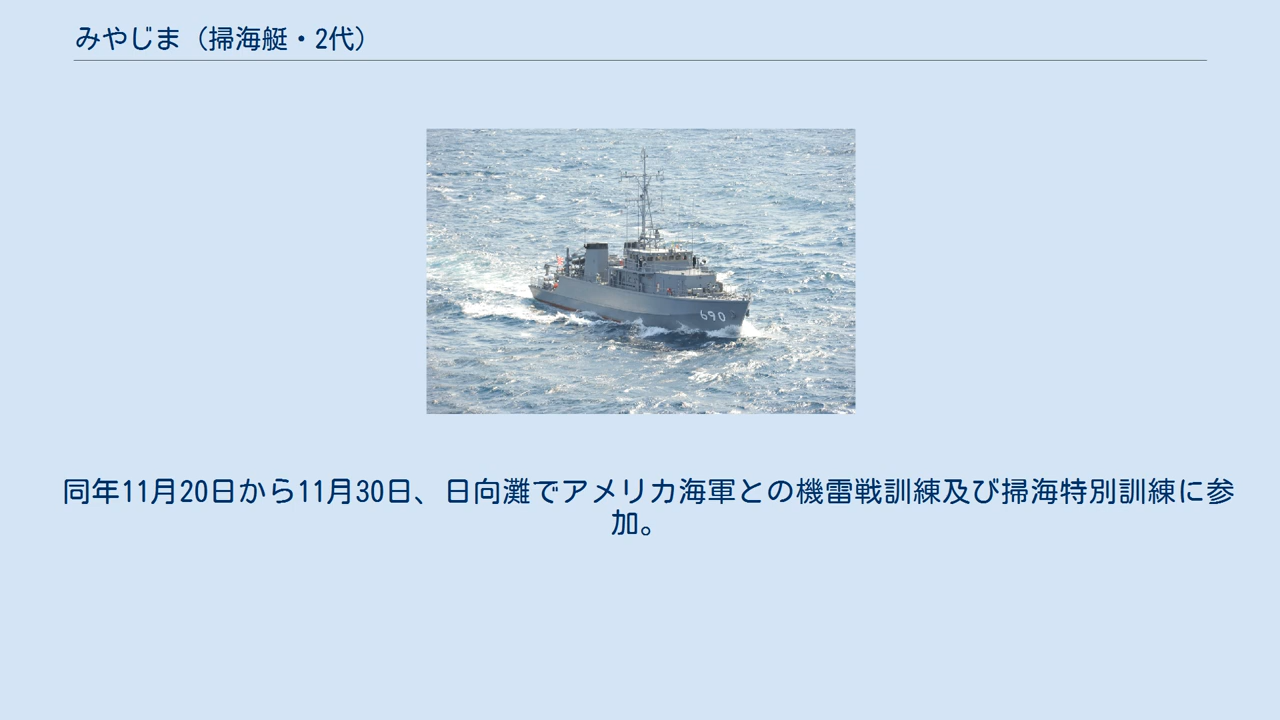 みやじま（掃海艇・2代）
690
同年11月20日から11月30日、日向灘でアメリカ海軍との機雷戦訓練及び掃海特別訓練に参
加。